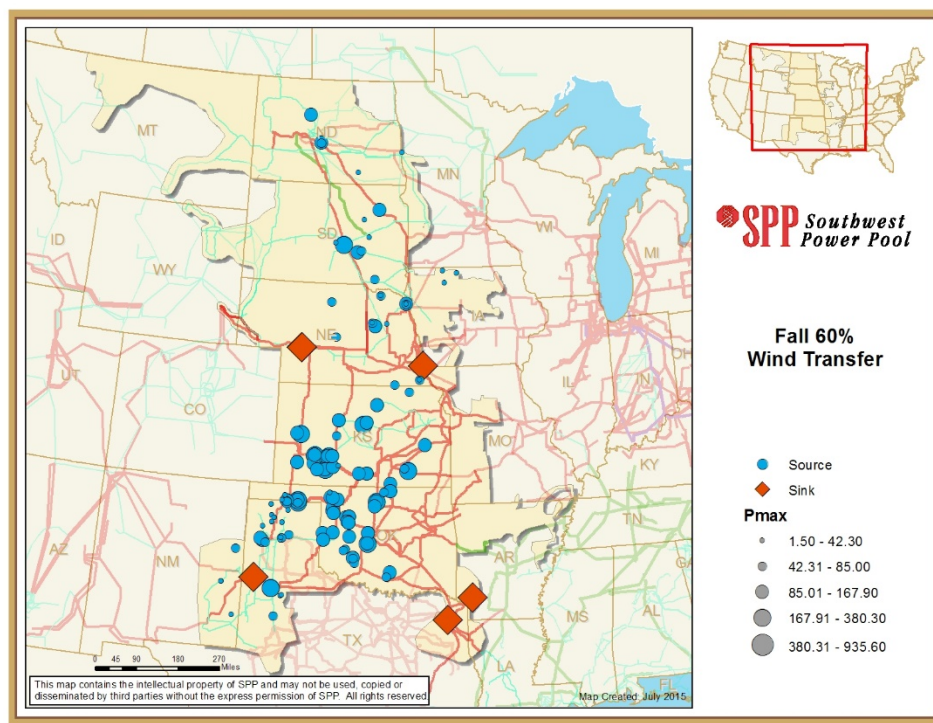 MT
ND
MN
ID
SD
WI
WY
MI
IA
NE
OH
UT
IL
IN
CO
KS
MO
KY
TN
OK
AZ
NM
AR
GA
MS
AL
TX
LA
FL
0 45 90 180 270
Miles
This map contains the intellectual property of SPP and may not be used, copied or
disseminated by third parties without the express permission of SPP. All rights reserved.
Map Created: July 2015
SPP Southwest
Power Pool
Fall 60%
Wind Transfer
Source
Sink
Pmax
1.50 - 42.30
42.31 - 85.00
85.01 - 167.90
167.91 - 380.30
380.31 - 935.60